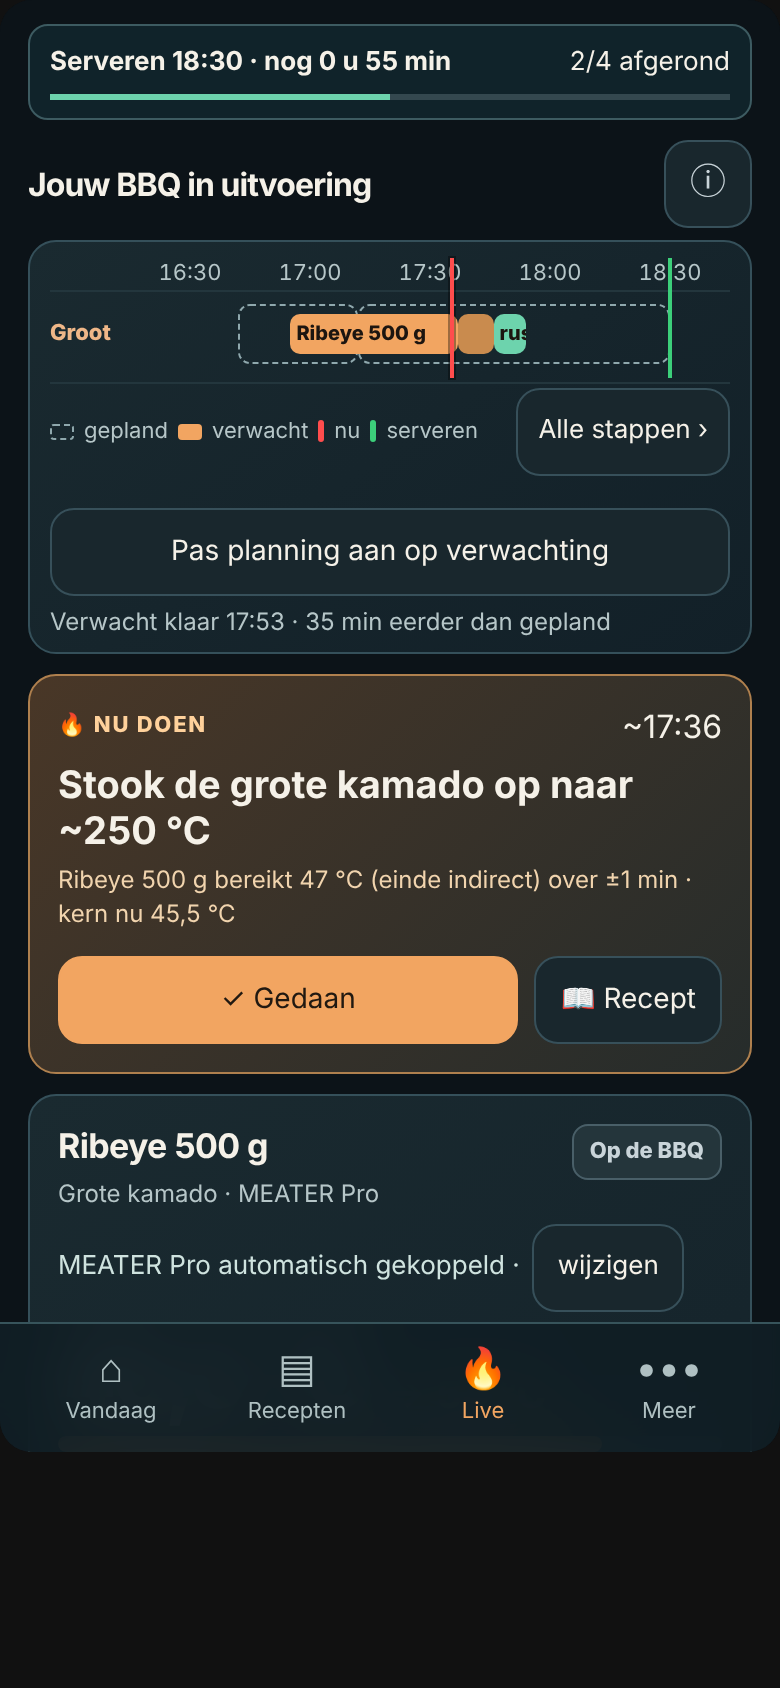 Serveren 18:30 · nog 0 u 55 min
2/4 afgerond
Jouw BBQ in uitvoering
16:30 17:00 17:30 18:00 18:30
Groot
Ribeye 500 g
rus
gepland verwacht nu serveren
Alle stappen ›
Pas planning aan op verwachting
Verwacht klaar 17:53 · 35 min eerder dan gepland
🔥 NU DOEN
~17:36
Stook de grote kamado op naar
~250 °C
Ribeye 500 g bereikt 47 °C (einde indirect) over ±1 min ·
kern nu 45,5 °C
✓ Gedaan
📖 Recept
Ribeye 500 g
Op de BBQ
Grote kamado · MEATER Pro
MEATER Pro automatisch gekoppeld ·
wijzigen
Vandaag
Recepten
Live
Meer